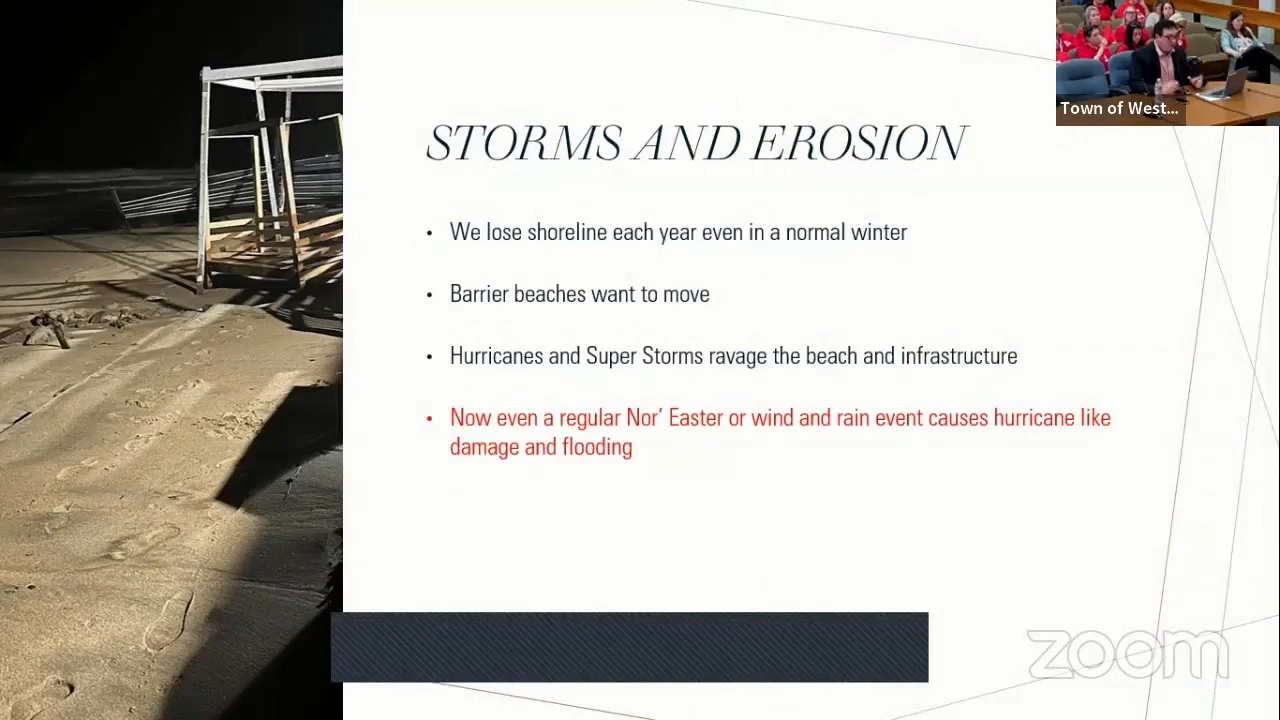 Town of West...
STORMS AND EROSION
• We lose shoreline each year even in a normal winter
• Barrier beaches want to move
• Hurricanes and Super Storms ravage the beach and infrastructure
• Now even a regular Nor' Easter or wind and rain event causes hurricane like
damage and flooding
zoom